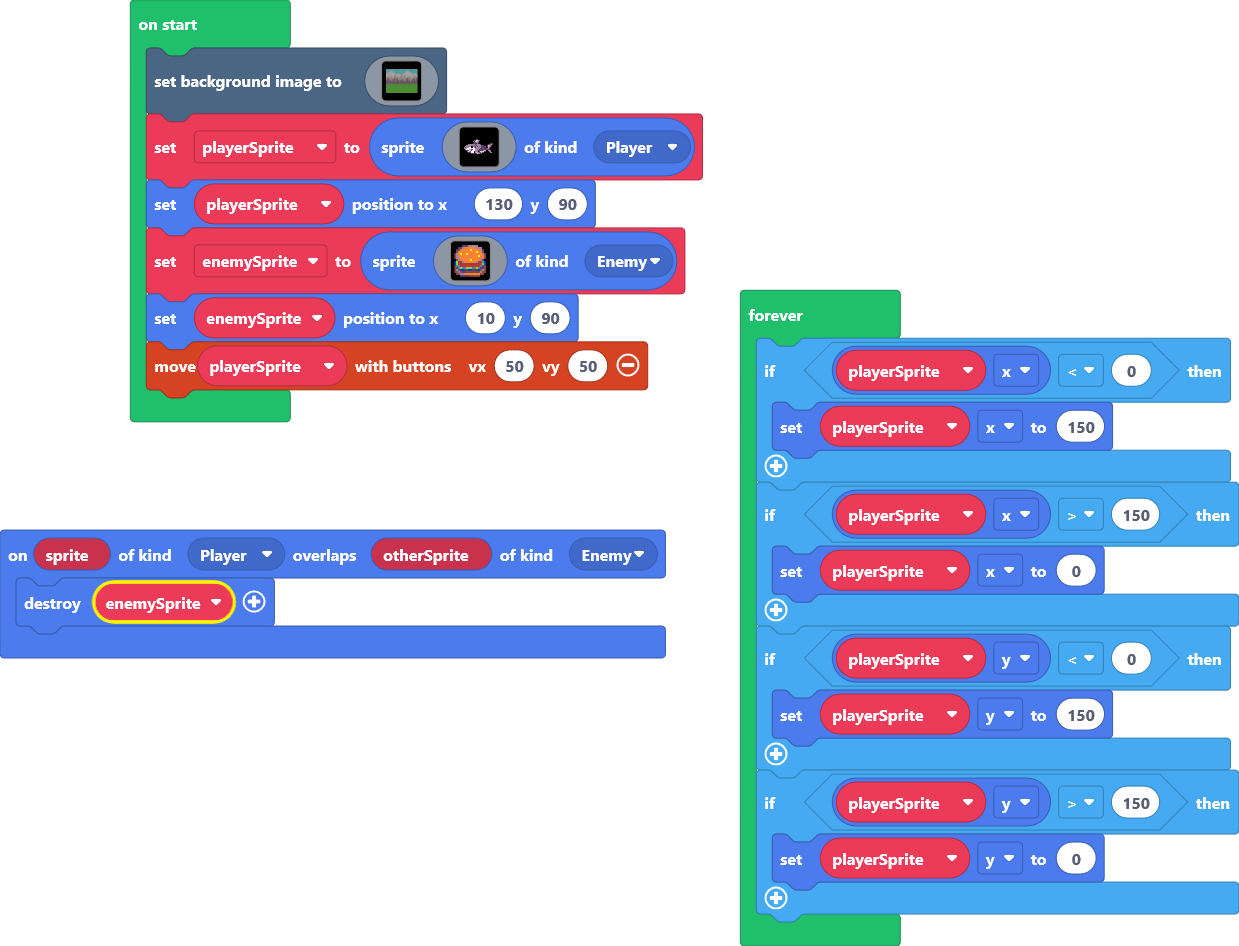 on start
set background image to
set playerSprite to sprite of kind Player
set playerSprite position to x 130 y 90
set enemySprite to sprite of kind Enemy
set enemySprite position to x 10 y 90
move playerSprite with buttons vx 50 vy 50
on sprite of kind Player overlaps otherSprite of kind Enemy
destroy enemySprite
forever
if playerSprite x < 0 then
set playerSprite x to 150
if playerSprite x > 150 then
set playerSprite x to 0
if playerSprite y < 0 then
set playerSprite y to 150
if playerSprite y > 150 then
set playerSprite y to 0